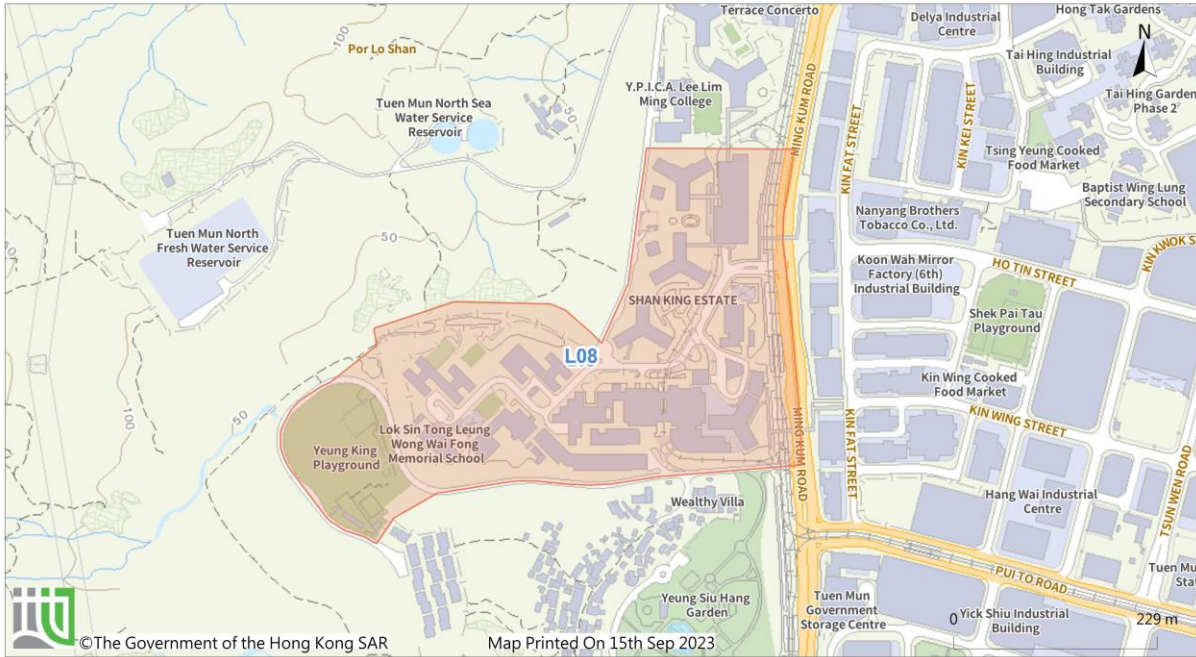 Terrace Concerto
Delya Industrial
Centre
Hong Tak Gardens
N
100
Por Lo Shan
Tai Hing Industrial
Building
Y.P.I.C.A. Lee Lim
Ming College
Tuen Mun North Sea
Water Service
Reservoir
50
MING KUM ROAD
KIN FAT STREET
KIN KEI STREET
Tai Hing Garden
Phase 2
Tsing Yeung Cooked
Food Market
Baptist Wing Lung
Secondary School
Nanyang Brothers
Tobacco Co., Ltd.
Tuen Mun North
Fresh Water Service
Reservoir
50
HO TIN STREET
KIN KWOK S
Koon Wah Mirror
Factory (6th)
Industrial Building
SHAN KING ESTATE
Shek Pai Tau
Playground
L08
Kin Wing Cooked
Food Market
100
50
KIN WING STREET
Lok Sin Tong Leung
Wong Wai Fong
Memorial School
Yeung King
Playground
MING KUM ROAD
KIN FAT STREET
TSUN WEN ROAD
Hang Wai Industrial
Centre
Wealthy Villa
PUI TO ROAD
Tuen Mu
Sta
Yeung Siu Hang
Garden
Tuen Mun
Government
Storage Centre
Yick Shiu Industrial
Building
0
229 m
©The Government of the Hong Kong SAR
Map Printed On 15th Sep 2023